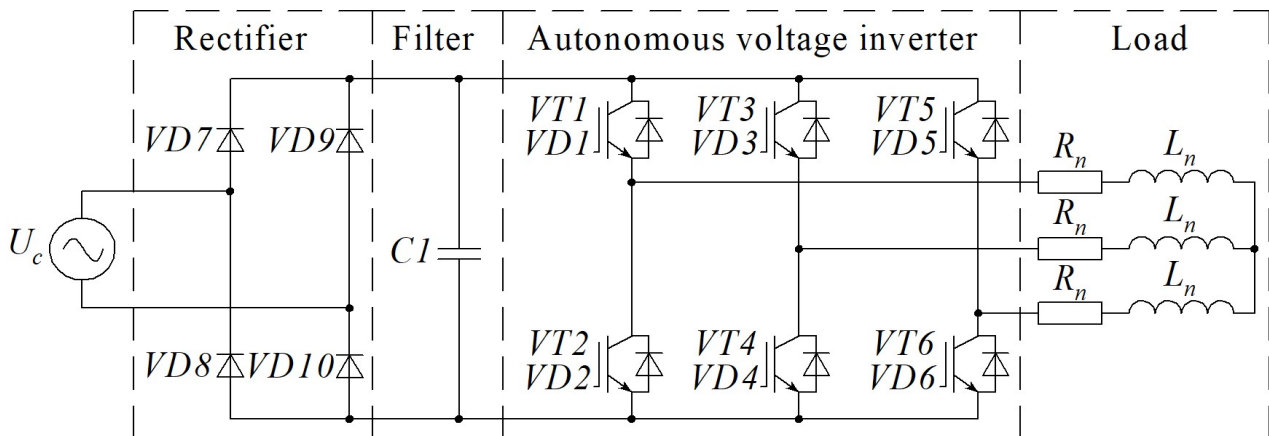 Rectifier
Filter
Autonomous voltage inverter
Load
VT1
VD1
VT3
VD3
VT5
VD5
VD7
VD9
Rn
Ln
Uc
C1
Rn
Ln
Rn
Ln
VT2
VD2
VT4
VD4
VT6
VD6
VD8
VD10